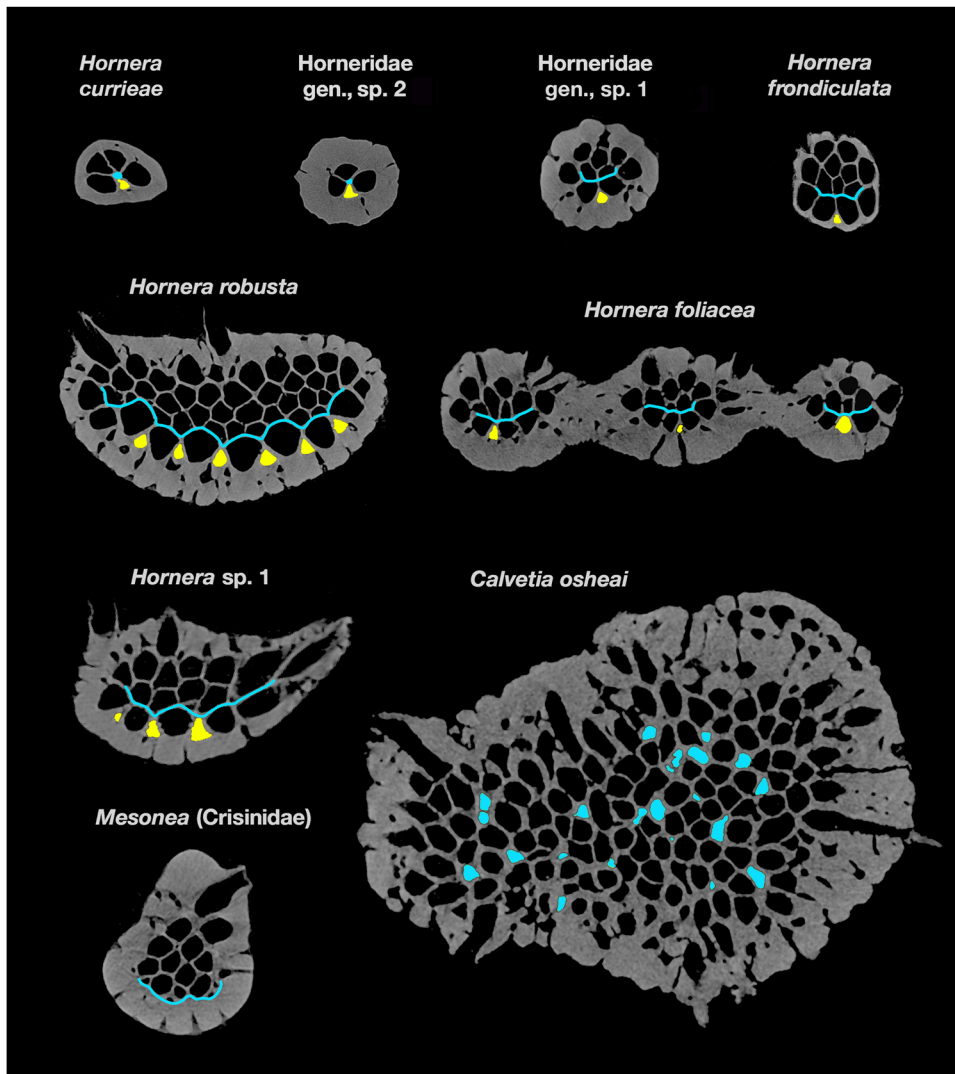 Hornera
currieae
Horneridae
gen., sp. 2
Horneridae
gen., sp. 1
Hornera
frondiculata
Hornera robusta
Hornera foliacea
Hornera sp. 1
Calvetia osheai
Mesonea (Crisinidae)